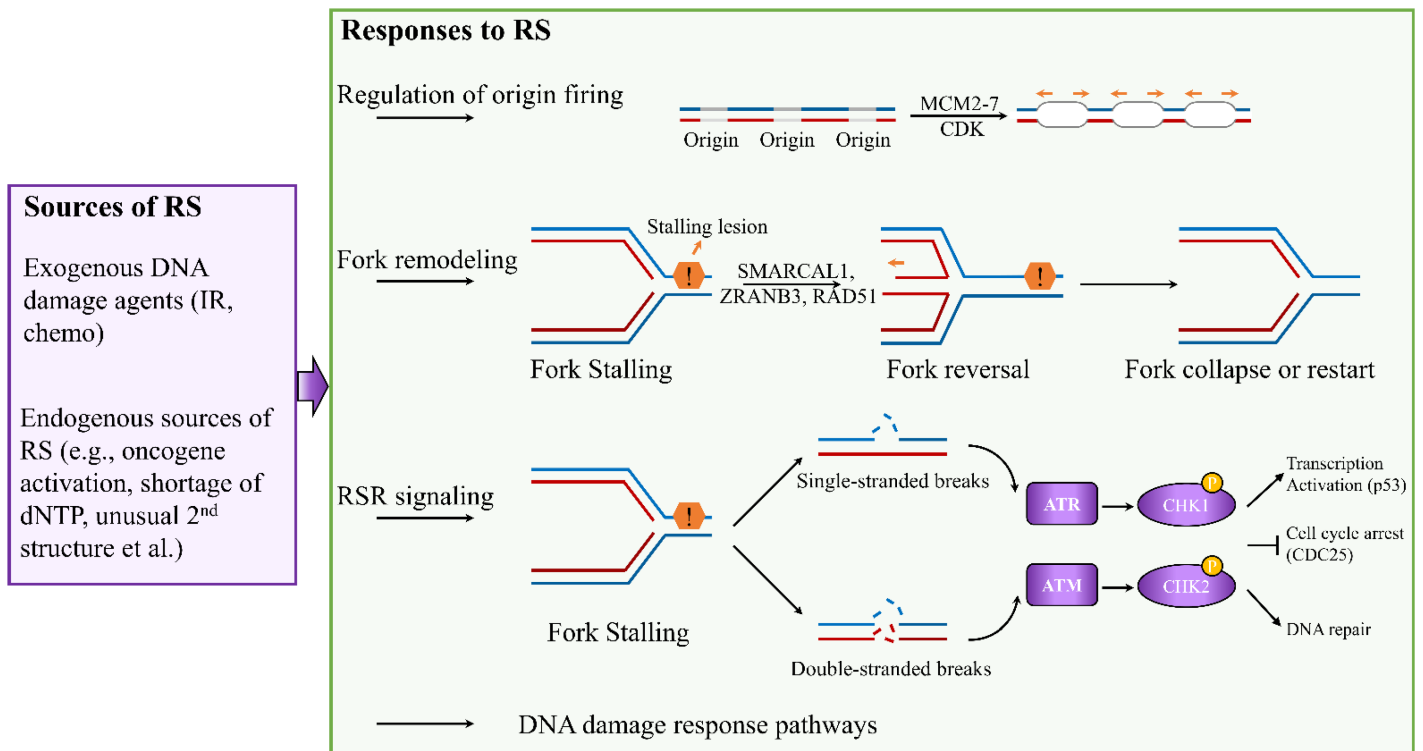 Sources of RS
Exogenous DNA
damage agents (IR,
chemo)
Endogenous sources of
RS (e.g., oncogene
activation, shortage of
dNTP, unusual 2nd
structure et al.)
Responses to RS
Regulation of origin firing
Origin Origin Origin
MCM2-7
CDK
Fork remodeling
Stalling lesion
!
SMARCAL1,
ZRANB3, RAD51
!
Fork Stalling
Fork reversal
Fork collapse or restart
RSR signaling
!
Fork Stalling
Single-stranded breaks
Double-stranded breaks
ATR
P
CHK1
ATM
P
CHK2
Transcription
Activation (p53)
Cell cycle arrest
(CDC25)
DNA repair
DNA damage response pathways